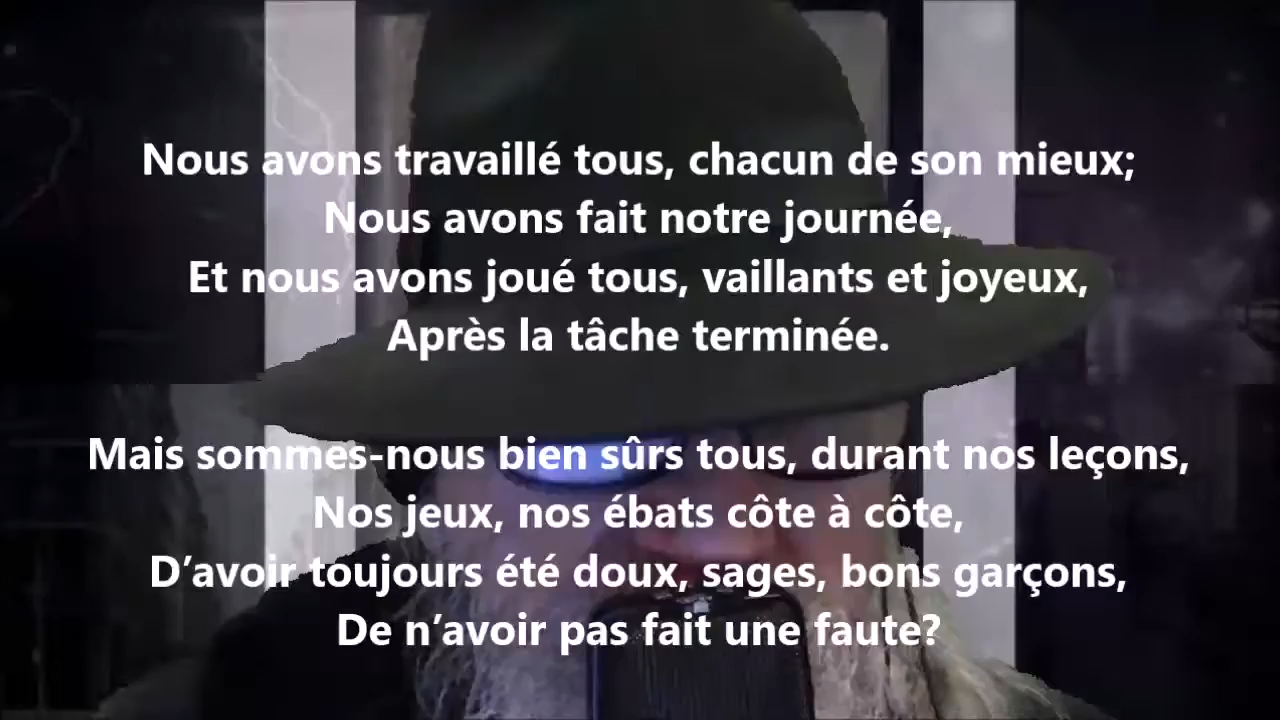 Nous avons travaillé tous, chacun de son mieux;
Nous avons fait notre journée,
Et nous avons joué tous, vaillants et joyeux,
Après la tâche terminée.
Mais sommes-nous bien sûrs tous, durant nos leçons,
Nos jeux, nos ébats côte à côte,
D’avoir toujours été doux, sages, bons garçons,
De n’avoir pas fait une faute?